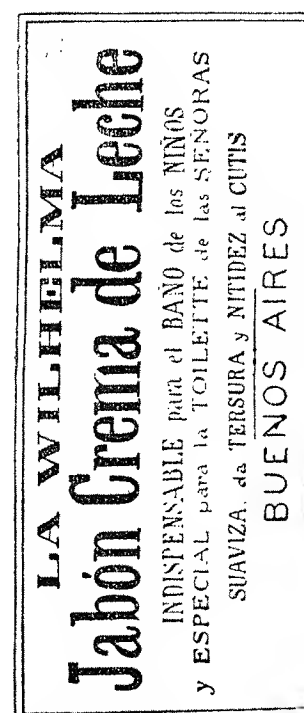 LA WILHELMA
Jabón Crema de Leche
INDISPENSABLE para el BAÑO de los NIÑOS
y ESPECIAL para la TOILETTE de las SEÑORAS
SUAVIZA, da TERSURA y NITIDEZ al CUTIS
BUENOS AIRES